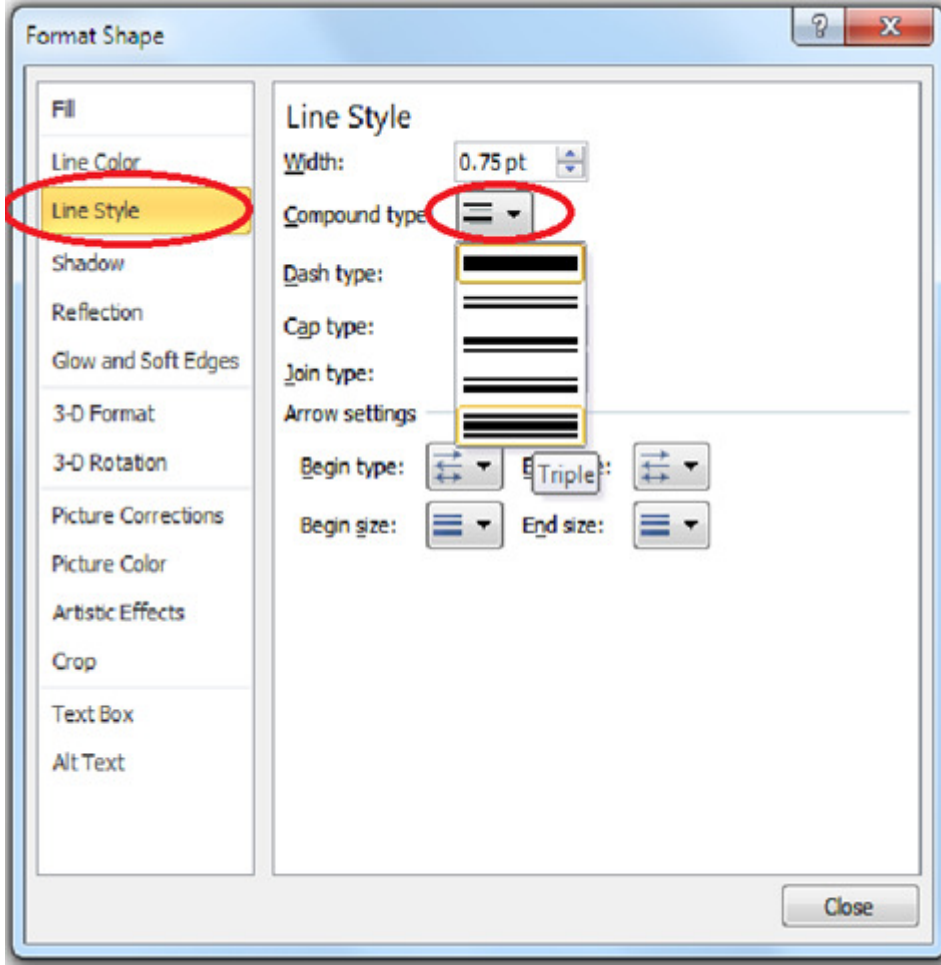 Format Shape
Fill
Line Color
Line Style
Shadow
Reflection
Glow and Soft Edges
3-D Format
3-D Rotation
Picture Corrections
Picture Color
Artistic Effects
Crop
Text Box
Alt Text
Line Style
Width: 0.75 pt
Compound type
Dash type:
Cap type:
Join type:
Arrow settings
Begin type:
Triple
Begin size: End size:
Close